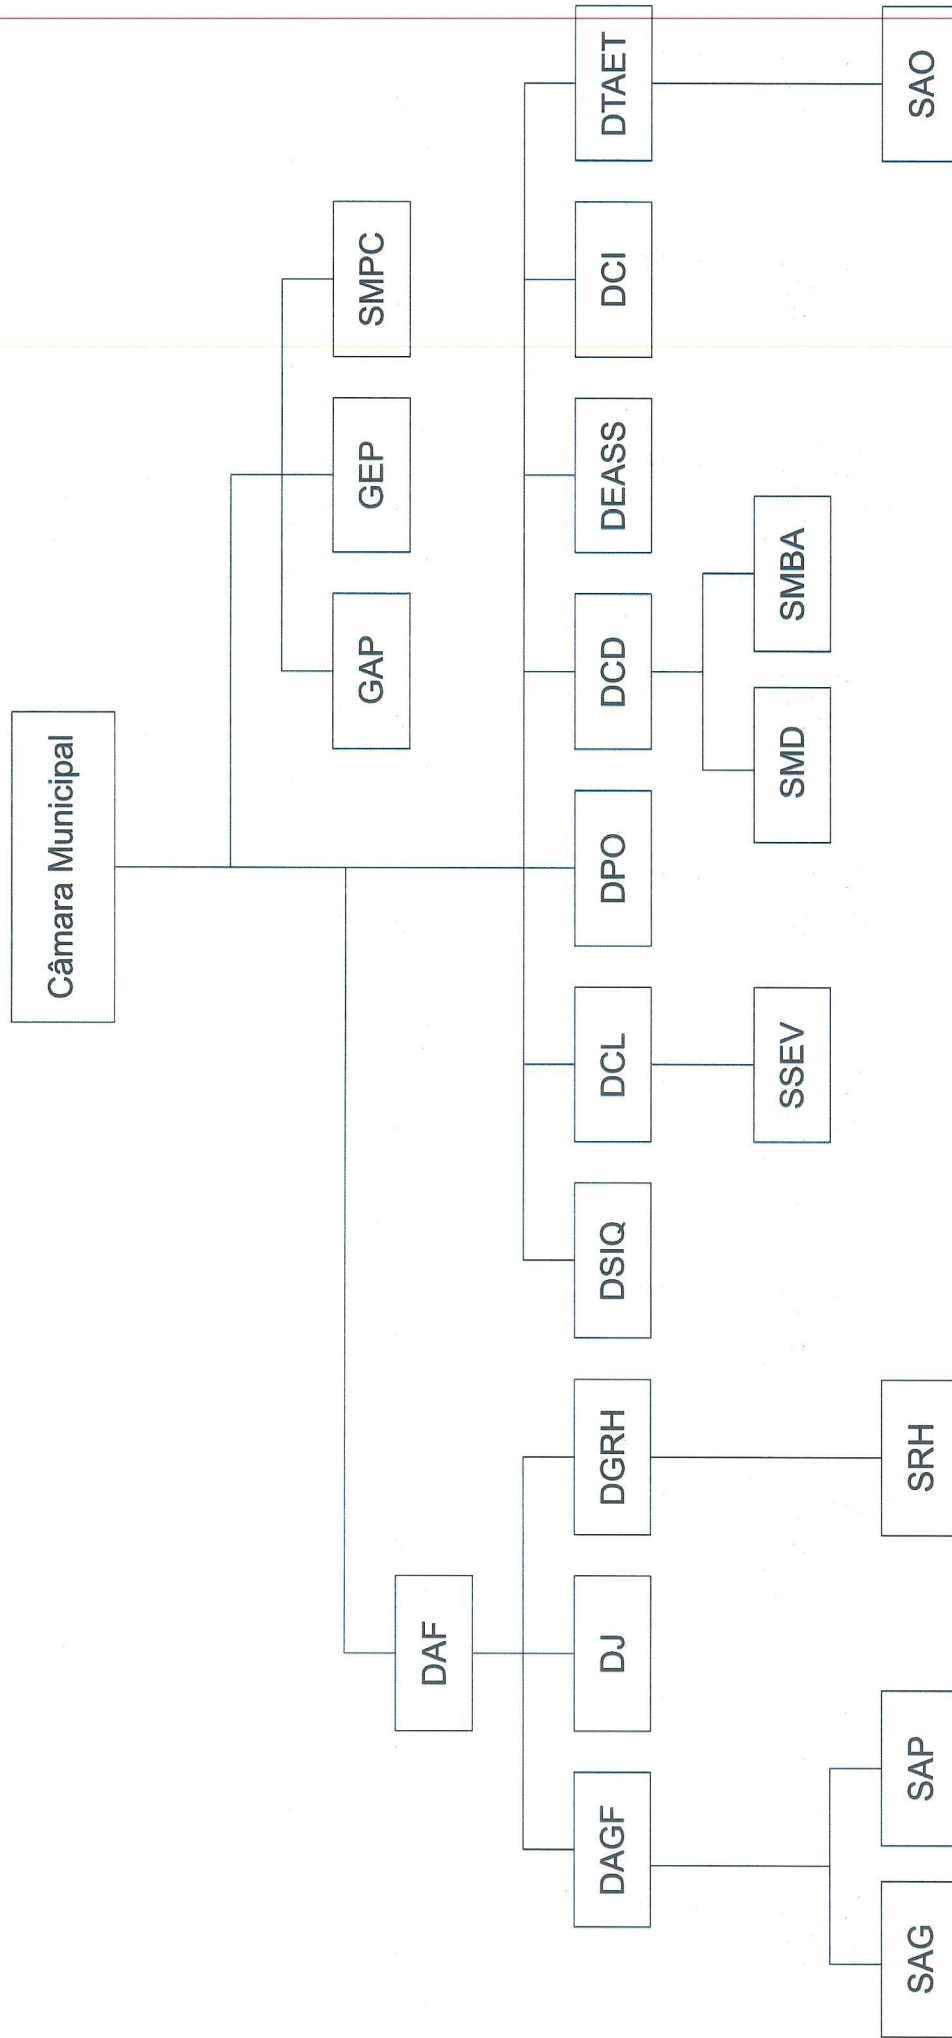 Câmara Municipal
GAP
GEP
SMPC
DAF
DAGF
DJ
DGRH
DSIQ
DCL
DPO
DCD
DEASS
DCI
DTAET
SSEV
SMD
SMBA
SAG
SAP
SRH
SAO